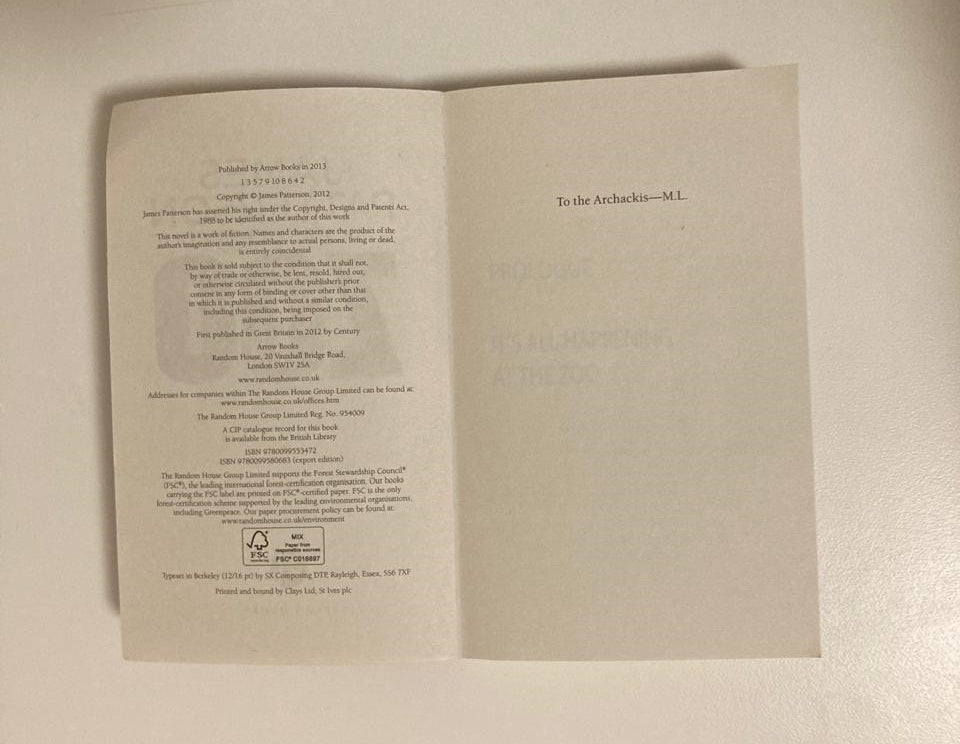 Published by Arrow Books in 2013
1 3 5 7 9 10 8 6 4 2
Copyright © James Patterson, 2012
James Patterson has asserted his right under the Copyright, Designs and Patents Act,
1988 to be identified as the author of this work
This novel is a work of fiction. Names and characters are the product of the
author's imagination and any resemblance to actual persons, living or dead,
is entirely coincidental
This book is sold subject to the condition that it shall not,
by way of trade or otherwise, be lent, resold, hired out,
or otherwise circulated without the publisher's prior
consent in any form of binding or cover other than that
in which it is published and without a similar condition,
including this condition, being imposed on the
subsequent purchaser
First published in Great Britain in 2012 by Century
Arrow Books
Random House, 20 Vauxhall Bridge Road,
London SW1V 2SA
www.randomhouse.co.uk
Addresses for companies within The Random House Group Limited can be found at:
www.randomhouse.co.uk/offices.htm
The Random House Group Limited Reg. No. 954009
A CIP catalogue record for this book
is available from the British Library
ISBN 9780099553472
ISBN 9780099580683 (export edition)
The Random House Group Limited supports the Forest Stewardship Council®
(FSC®), the leading international forest-certification organisation. Our books
carrying the FSC label are printed on FSC®-certified paper. FSC is the only
forest-certification scheme supported by the leading environmental organisations,
including Greenpeace. Our paper procurement policy can be found at:
www.randomhouse.co.uk/environment
MIX
Paper from
responsible sources
FSC
FSC® C016897
Typeset in Berkeley (12/16 pt) by SX Composing DTP, Rayleigh, Essex, SS6 7XF
Printed and bound by Clays Ltd, St Ives plc
To the Archackis—M.L.